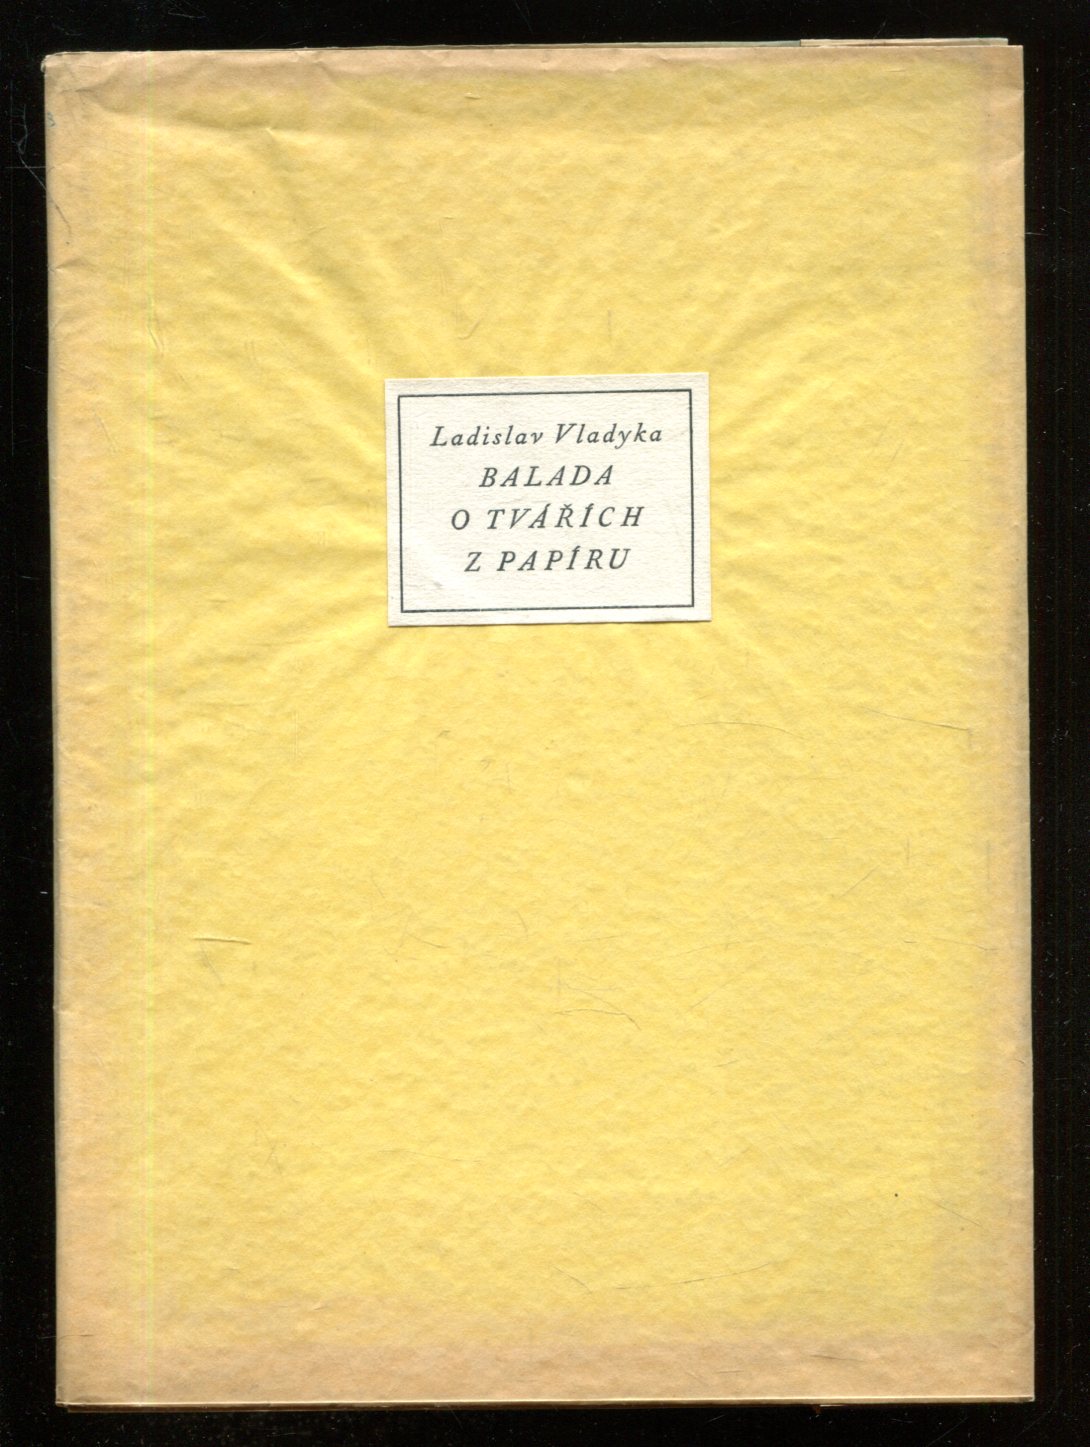 Ladislav Vladyka
BALADA
O TVÁŘÍCH
Z PAPÍRU